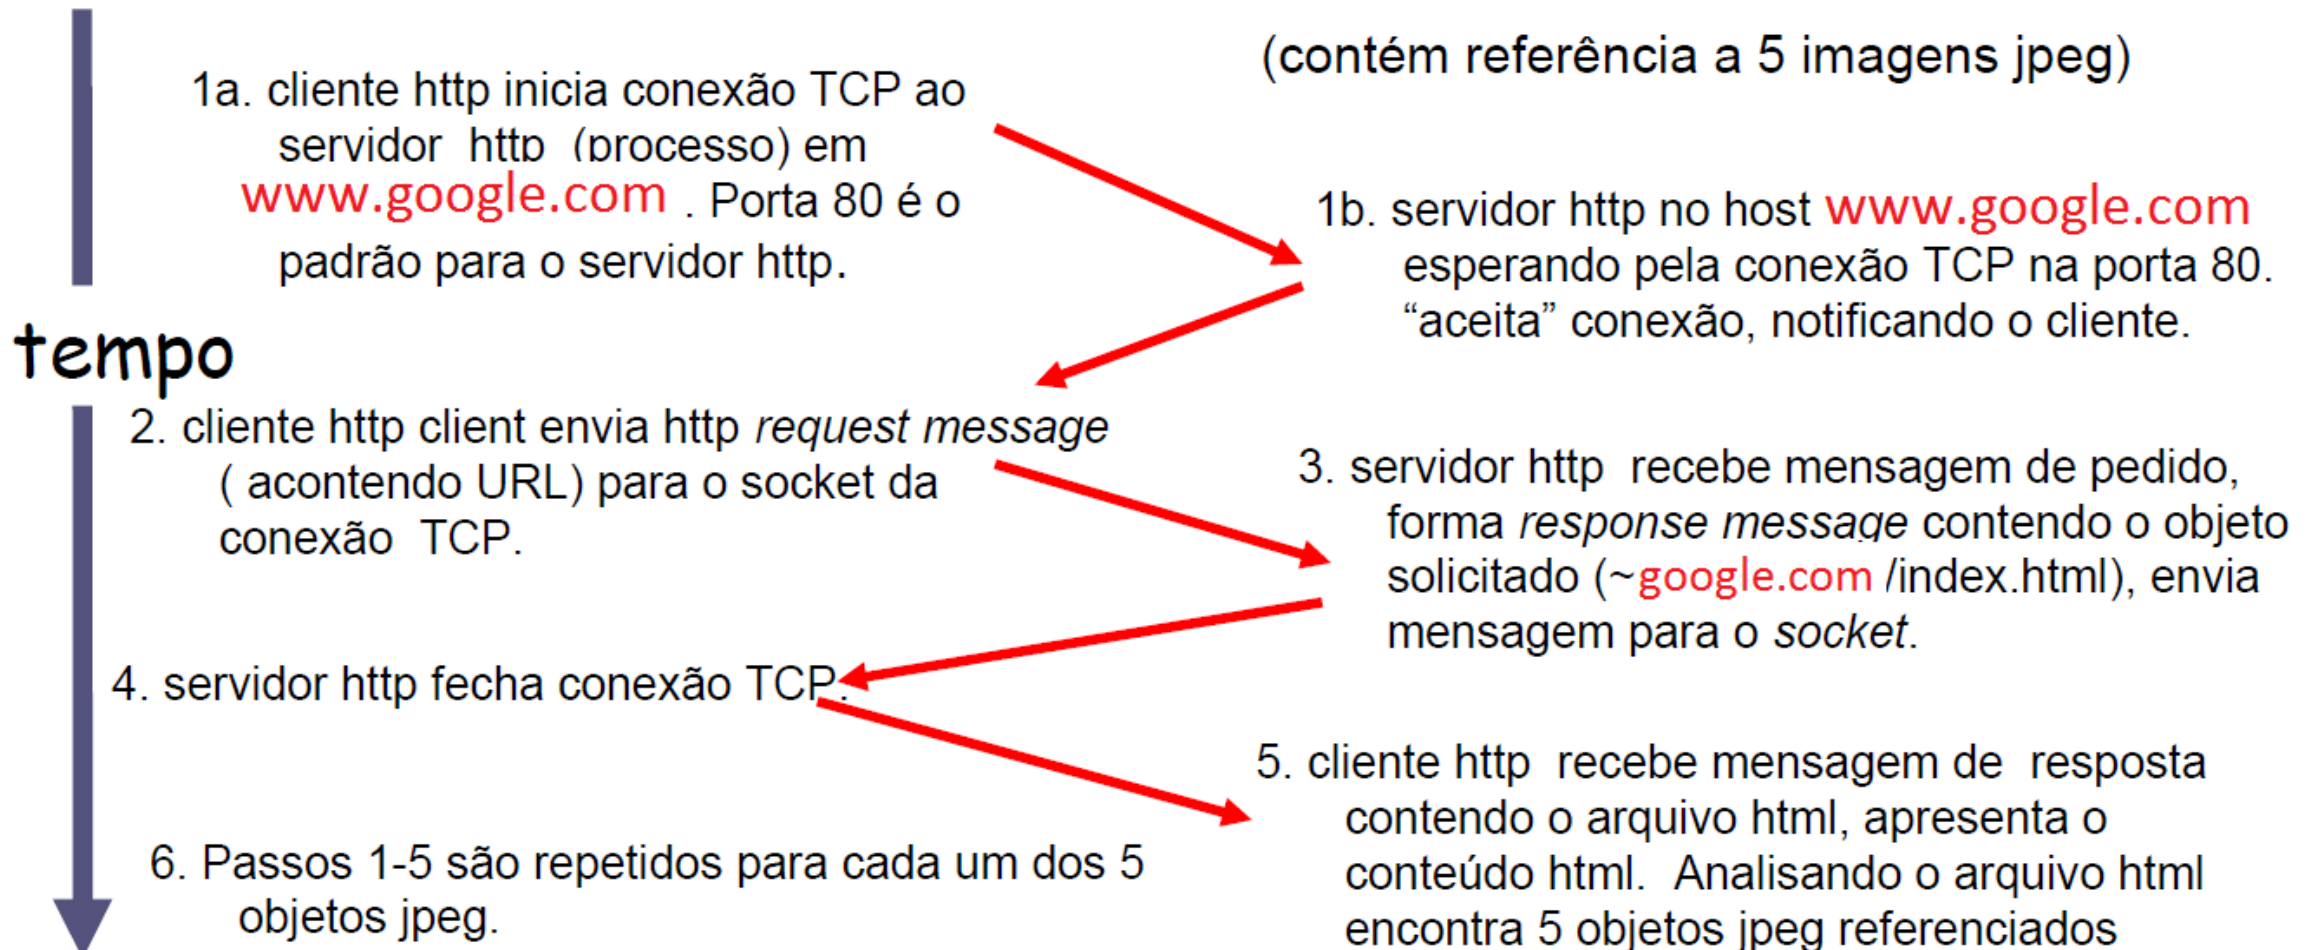 (contém referência a 5 imagens jpeg)
1a. cliente http inicia conexão TCP ao
servidor http (processo) em
www.google.com . Porta 80 é o
padrão para o servidor http.
1b. servidor http no host www.google.com
esperando pela conexão TCP na porta 80.
“aceita” conexão, notificando o cliente.
tempo
2. cliente http client envia http request message
( acontendo URL) para o socket da
conexão TCP.
3. servidor http recebe mensagem de pedido,
forma response message contendo o objeto
solicitado (~google.com /index.html), envia
mensagem para o socket.
4. servidor http fecha conexão TCP.
5. cliente http recebe mensagem de resposta
contendo o arquivo html, apresenta o
conteúdo html. Analisando o arquivo html
encontra 5 objetos jpeg referenciados
6. Passos 1-5 são repetidos para cada um dos 5
objetos jpeg.